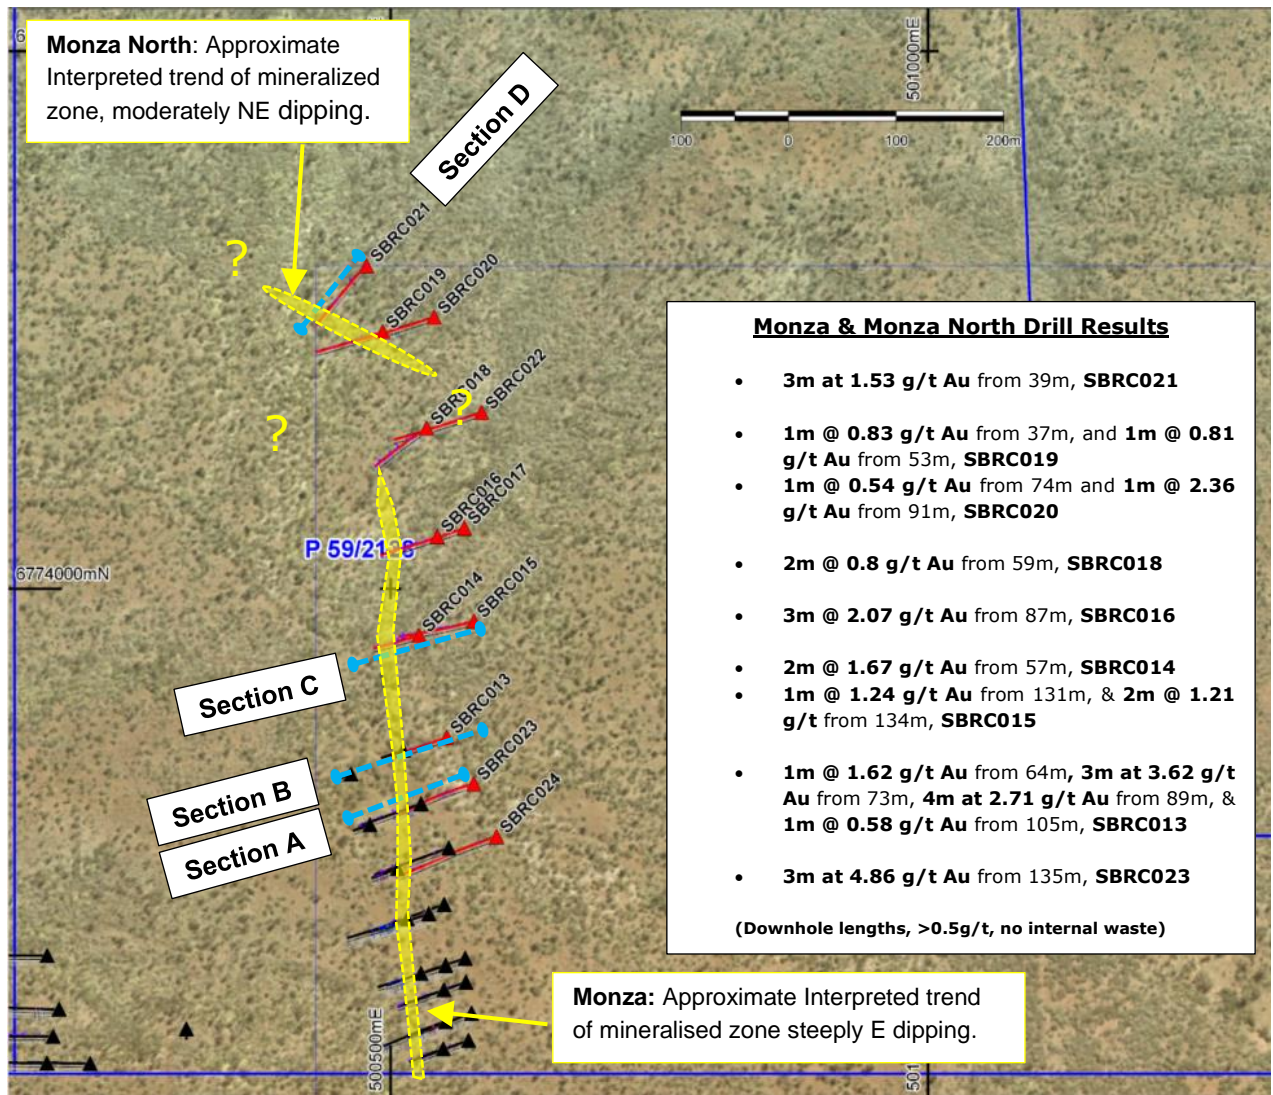 Monza North: Approximate
Interpreted trend of mineralized
zone, moderately NE dipping.
Section D
501000mE
100 0 100 200m
SBRC021
SBRC019
SBRC020
?
SBRC018
SBRC022
?
?
SBRC016
SBRC017
P 59/2128
6774000mN
SBRC014
SBRC015
Section C
SBRC013
SBRC023
Section B
SBRC024
Section A
Monza & Monza North Drill Results
• 3m at 1.53 g/t Au from 39m, SBRC021
• 1m @ 0.83 g/t Au from 37m, and 1m @ 0.81
g/t Au from 53m, SBRC019
• 1m @ 0.54 g/t Au from 74m and 1m @ 2.36
g/t Au from 91m, SBRC020
• 2m @ 0.8 g/t Au from 59m, SBRC018
• 3m @ 2.07 g/t Au from 87m, SBRC016
• 2m @ 1.67 g/t Au from 57m, SBRC014
• 1m @ 1.24 g/t Au from 131m, & 2m @ 1.21
g/t from 134m, SBRC015
• 1m @ 1.62 g/t Au from 64m, 3m at 3.62 g/t
Au from 73m, 4m at 2.71 g/t Au from 89m, &
1m @ 0.58 g/t Au from 105m, SBRC013
• 3m at 4.86 g/t Au from 135m, SBRC023
(Downhole lengths, >0.5g/t, no internal waste)
Monza: Approximate Interpreted trend
of mineralised zone steeply E dipping.
500500mE